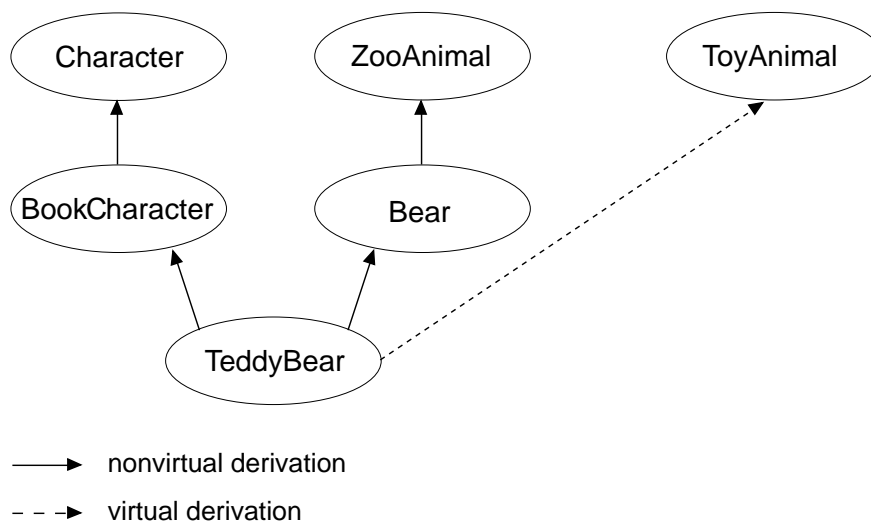 Character
ZooAnimal
ToyAnimal
BookCharacter
Bear
TeddyBear
nonvirtual derivation
virtual derivation